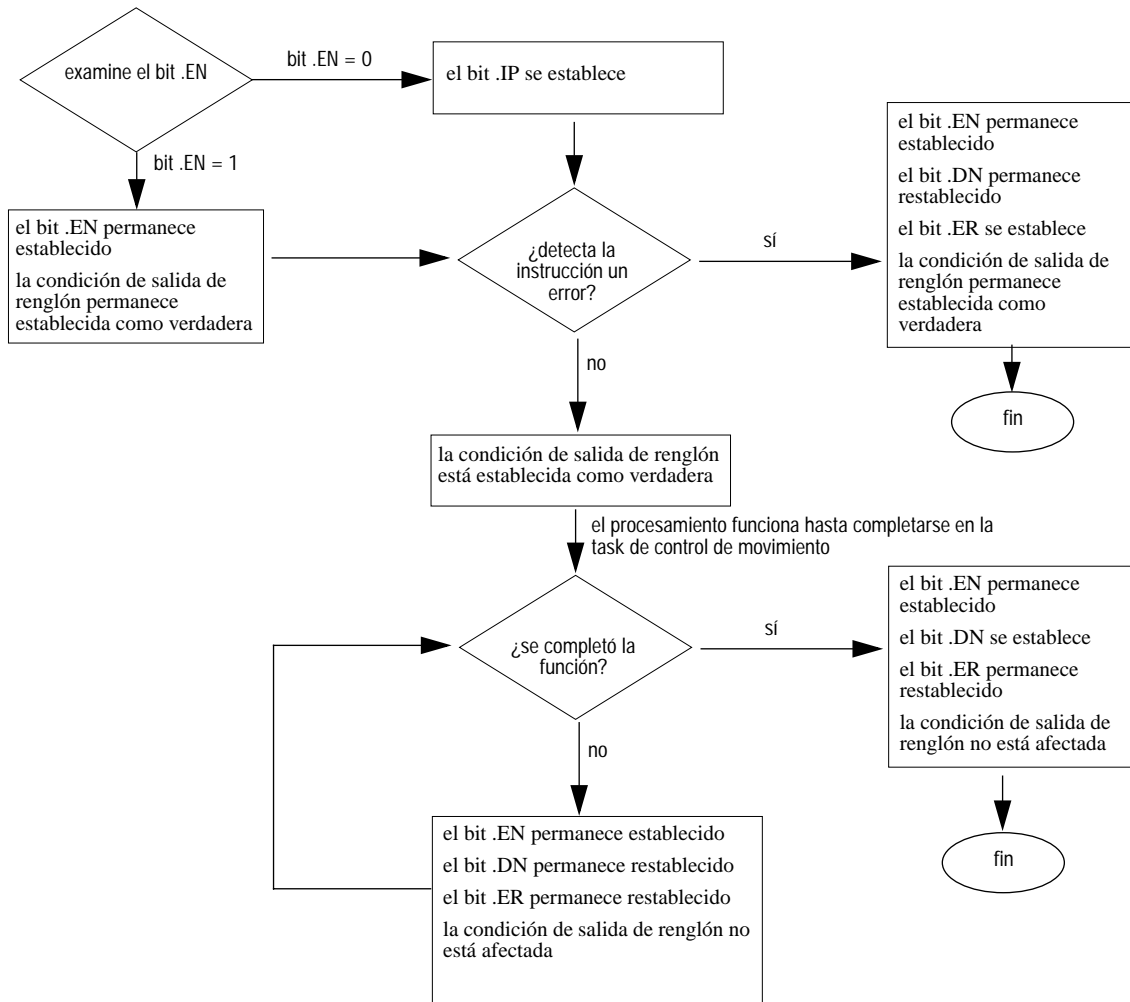 examine el bit .EN
bit .EN = 0
el bit .IP se establece
bit .EN = 1
el bit .EN permanece
establecido
la condición de salida de
renglón permanece
establecida como verdadera
¿detecta la
instrucción un
error?
sí
el bit .EN permanece
establecido
el bit .DN permanece
restablecido
el bit .ER se establece
la condición de salida de
renglón permanece
establecida como
verdadera
fin
no
la condición de salida de renglón
está establecida como verdadera
el procesamiento funciona hasta completarse en la
task de control de movimiento
¿se completó la
función?
sí
el bit .EN permanece
establecido
el bit .DN se establece
el bit .ER permanece
restablecido
la condición de salida de
renglón no está afectada
fin
no
el bit .EN permanece establecido
el bit .DN permanece restablecido
el bit .ER permanece restablecido
la condición de salida de renglón no
está afectada